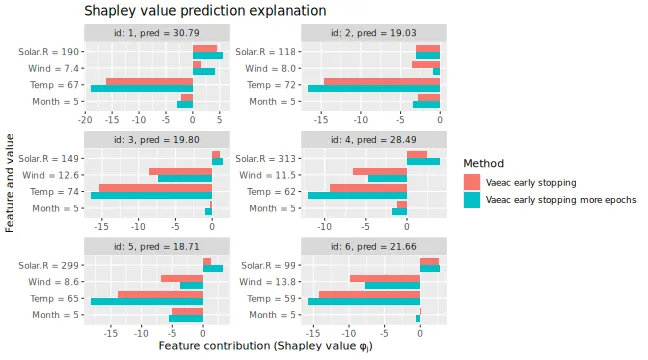 Shapley value prediction explanation
id: 1, pred = 30.79
id: 2, pred = 19.03
Solar.R = 190
Wind = 7.4
Temp = 67
Month = 5
-20 -15 -10 -5 0 5
Solar.R = 118
Wind = 8.0
Temp = 72
Month = 5
-15 -10 -5 0
id: 3, pred = 19.80
id: 4, pred = 28.49
Solar.R = 149
Wind = 12.6
Temp = 74
Month = 5
-15 -10 -5 0
Solar.R = 313
Wind = 11.5
Temp = 62
Month = 5
-10 -5 0
id: 5, pred = 18.71
id: 6, pred = 21.66
Solar.R = 299
Wind = 8.6
Temp = 65
Month = 5
-15 -10 -5 0
Solar.R = 99
Wind = 13.8
Temp = 59
Month = 5
-15 -10 -5 0
Feature and value
Feature contribution (Shapley value φⱼ)
Method
Vaeac early stopping
Vaeac early stopping more epochs